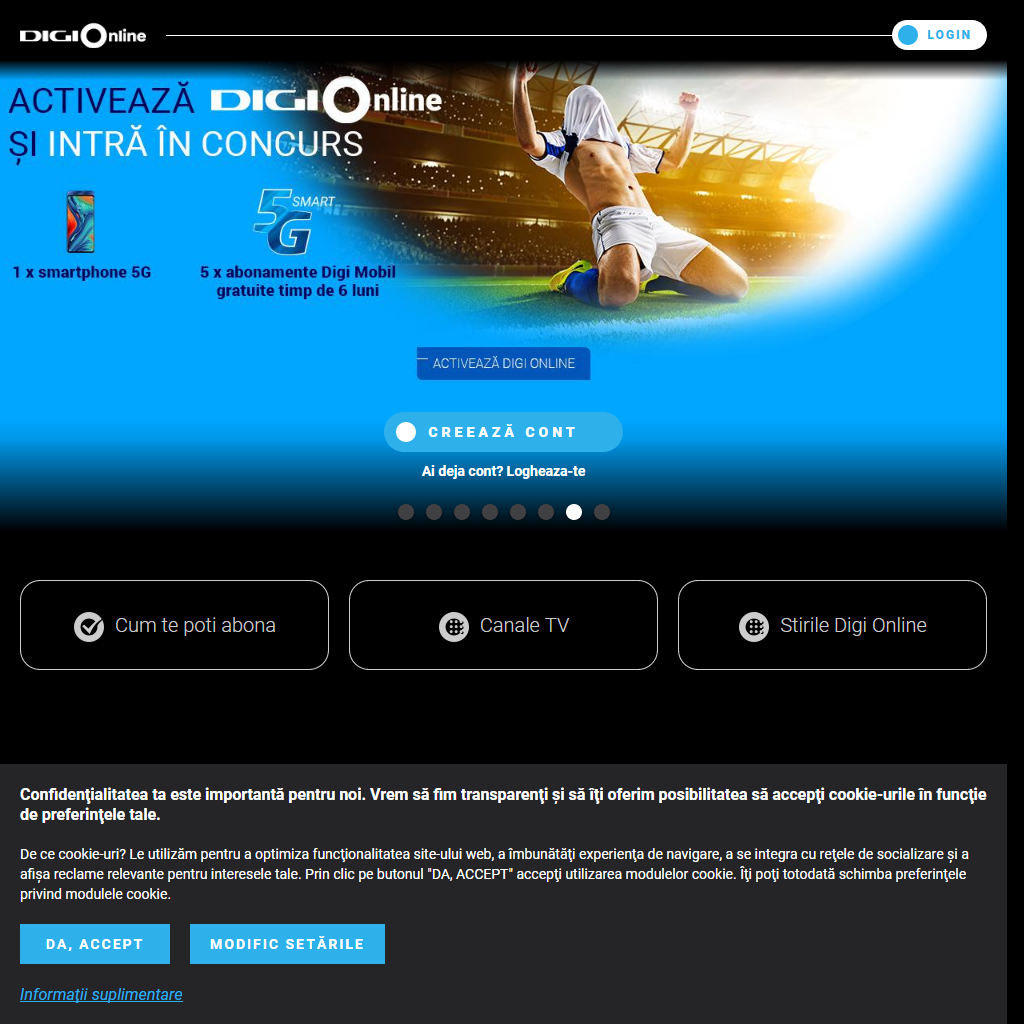 DIGI Online
LOGIN
ACTIVEAZĂ DIGI Online
ȘI INTRĂ ÎN CONCURS
5G SMART
1 x smartphone 5G
5 x abonamente Digi Mobil
gratuite timp de 6 luni
ACTIVEAZĂ DIGI ONLINE
CREEAZĂ CONT
Ai deja cont? Logheaza-te
Cum te poti abona
Canale TV
Stirile Digi Online
Confidenţialitatea ta este importantă pentru noi. Vrem să fim transparenţi și să îţi oferim posibilitatea să accepţi cookie-urile în funcţie
de preferinţele tale.
De ce cookie-uri? Le utilizăm pentru a optimiza funcţionalitatea site-ului web, a îmbunătăţi experienţa de navigare, a se integra cu reţele de socializare și a
afișa reclame relevante pentru interesele tale. Prin clic pe butonul "DA, ACCEPT" accepţi utilizarea modulelor cookie. Îţi poţi totodată schimba preferinţele
privind modulele cookie.
DA, ACCEPT
MODIFIC SETĂRILE
Informaţii suplimentare